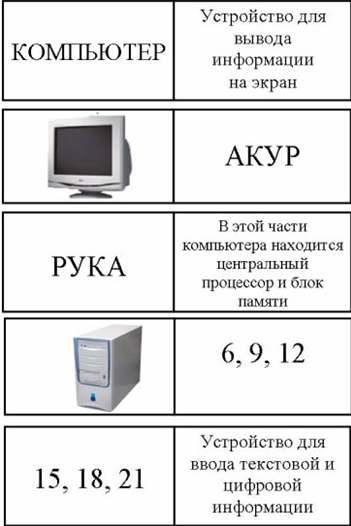 КОМПЬЮТЕР
Устройство для
вывода
информации
на экран
АКУР
РУКА
В этой части
компьютера находится
центральный
процессор и блок
памяти
6, 9, 12
15, 18, 21
Устройство для
ввода текстовой и
цифровой
информации